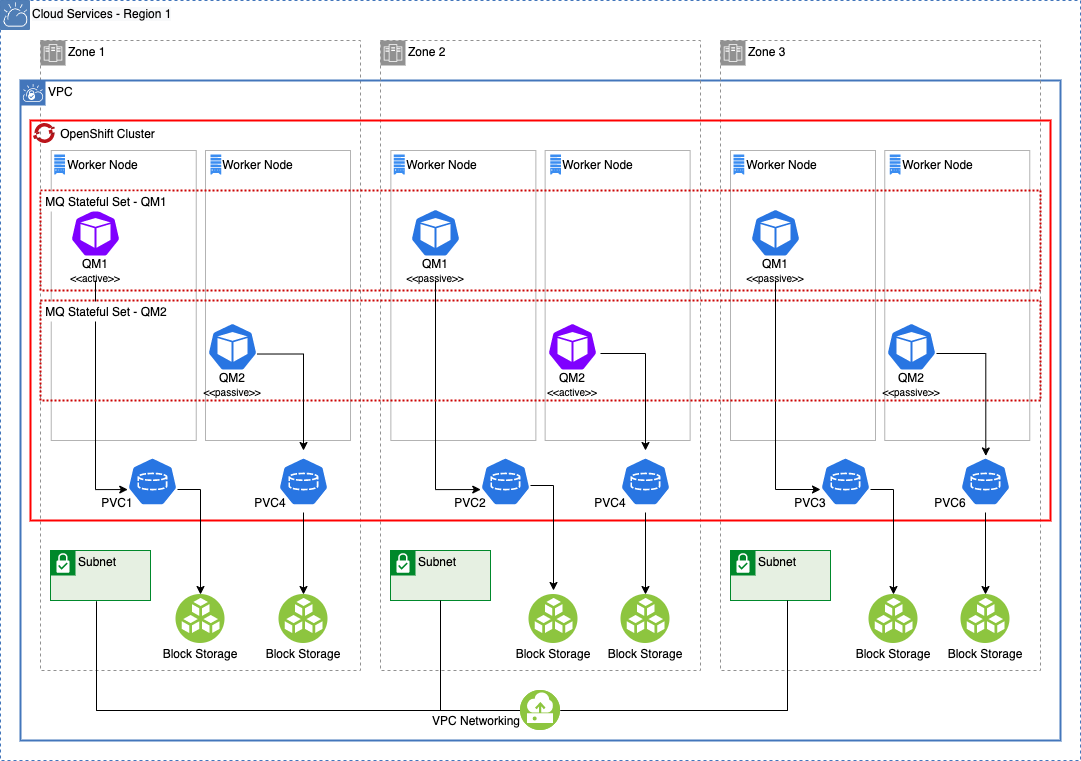 Cloud Services - Region 1
Zone 1
Zone 2
Zone 3
VPC
OpenShift Cluster
Worker Node
Worker Node
Worker Node
Worker Node
Worker Node
Worker Node
MQ Stateful Set - QM1
QM1
<<active>>
QM1
<<passive>>
QM1
<<passive>>
MQ Stateful Set - QM2
QM2
<<passive>>
QM2
<<active>>
QM2
<<passive>>
PVC1
PVC4
PVC2
PVC4
PVC3
PVC6
Subnet
Subnet
Subnet
Block Storage
Block Storage
Block Storage
Block Storage
Block Storage
Block Storage
VPC Networking